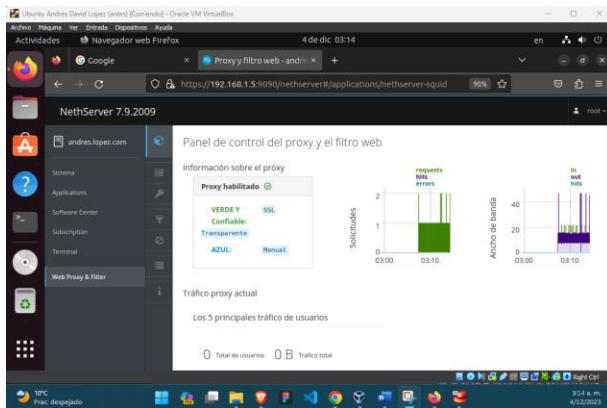 Ubuntu Andres David Lopez (antes) [Corriendo] - Oracle VM VirtualBox
Archivo Máquina Ver Entrada Dispositivos Ayuda
Actividades Navegador web Firefox 4 de dic 03:14 en
Google Proxy y filtro web - andre
https://192.168.1.5:9090/nethserver#/applications/nethserver-squid 90%
NethServer 7.9.2009 root
andres.lopez.com
Sistema
Applications
Software Center
Subscription
Terminal
Web Proxy & Filter
Panel de control del proxy y el filtro web
Información sobre el proxy
Proxy habilitado
VERDE Y Confiable: SSL
Transparente
AZUL: Manual
requests
hits
errors
Solicitudes
2
1
0
03:00 03:10
in
out
hits
Ancho de banda
40
20
0
03:00 03:10
Tráfico proxy actual
Los 5 principales tráfico de usuarios
0 Total de usuarios 0 B Tráfico total
Right Ctrl
10°C
Prac. despejado
3:14 a. m.
4/12/2023